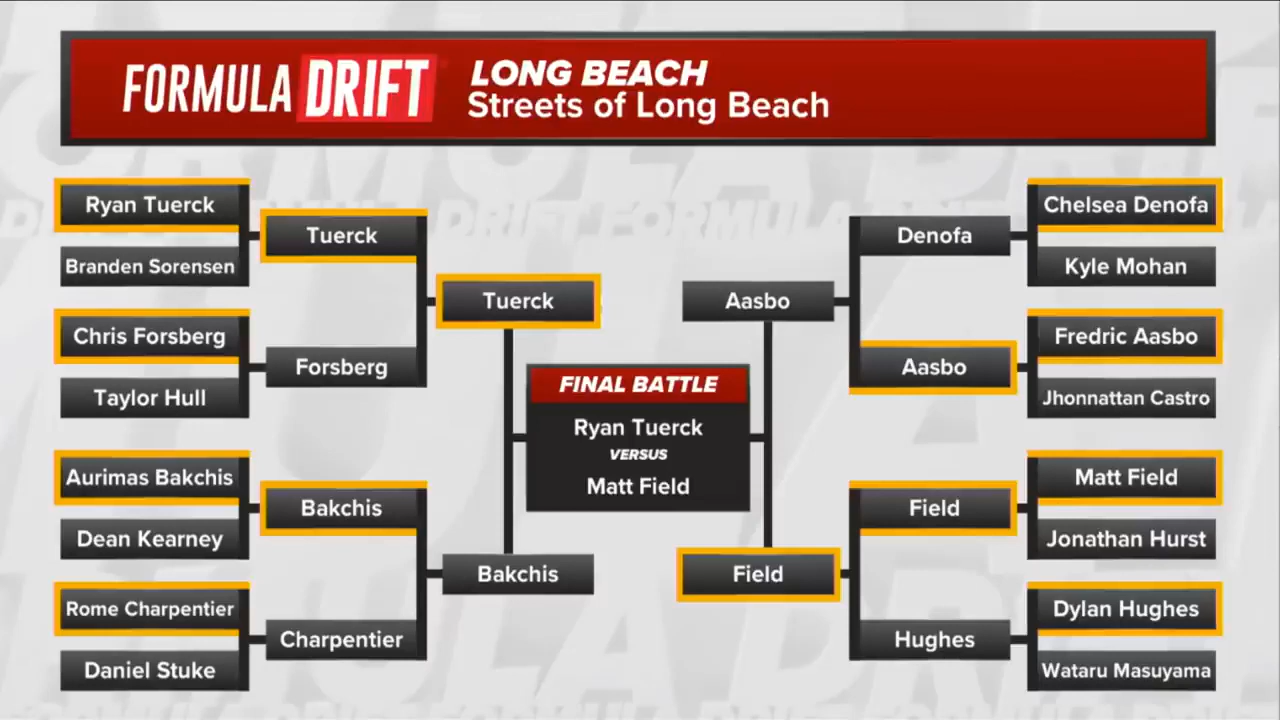 FORMULA DRIFT
LONG BEACH
Streets of Long Beach
Ryan Tuerck
Branden Sorensen
Chris Forsberg
Taylor Hull
Aurimas Bakchis
Dean Kearney
Rome Charpentier
Daniel Stuke
Tuerck
Forsberg
Bakchis
Charpentier
Tuerck
Bakchis
FINAL BATTLE
Ryan Tuerck
VERSUS
Matt Field
Aasbo
Field
Denofa
Aasbo
Field
Hughes
Chelsea Denofa
Kyle Mohan
Fredric Aasbo
Jhonnattan Castro
Matt Field
Jonathan Hurst
Dylan Hughes
Wataru Masuyama